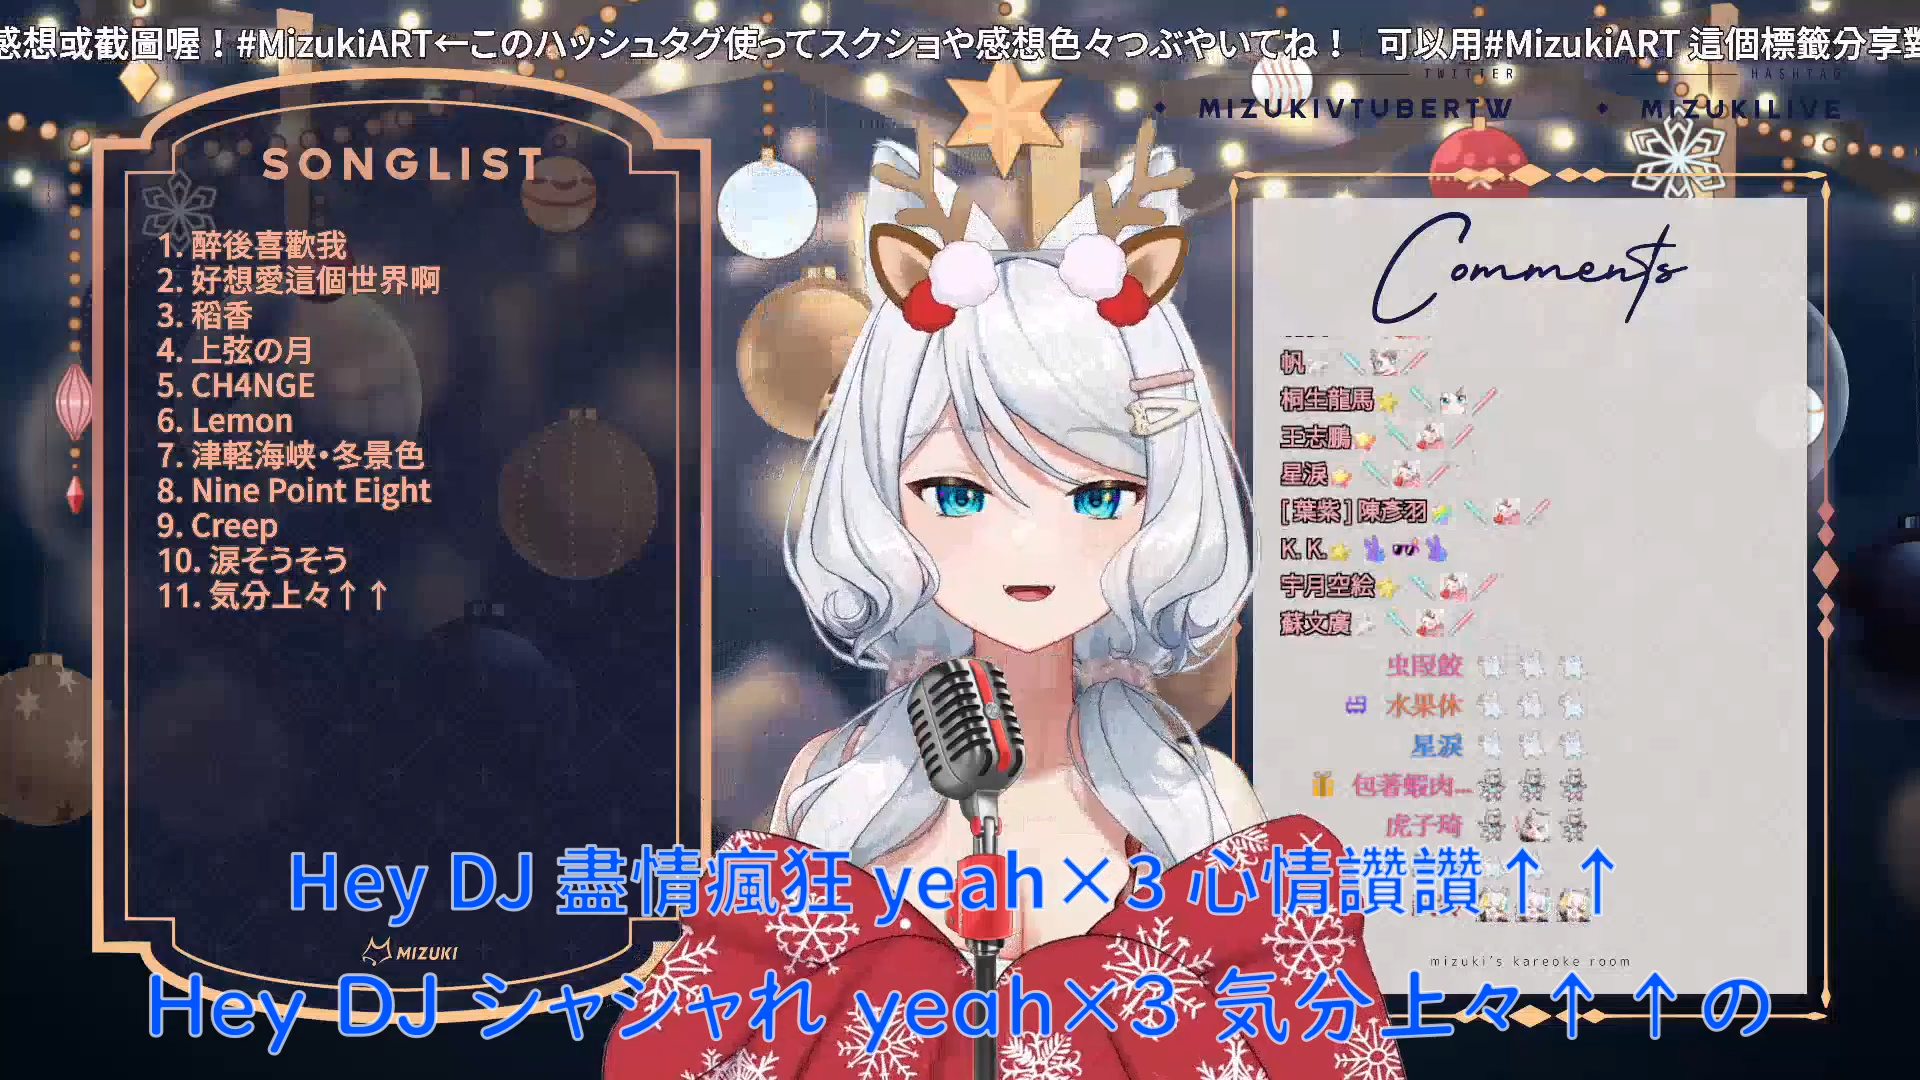 感想或截圖喔！#MizukiART←このハッシュタグ使ってスクショや感想色々つぶやいてね！ 可以用#MizukiART 這個標籤分享對
TWITTER
HASHTAG
MIZUKIVTUBERTW
MIZUKILIVE
SONGLIST
1. 醉後喜歡我
2. 好想愛這個世界啊
3. 稻香
4. 上弦の月
5. CH4NGE
6. Lemon
7. 津軽海峡・冬景色
8. Nine Point Eight
9. Creep
10. 涙そうそう
11. 気分上々↑↑
MIZUKI
Comments
帆
桐生龍馬
王志鵬
星淚
[葉柴]陳彥羽
K. K.
宇月空絵
蘇文廣
虫段餃
水果休
星淚
包著蝦肉...
虎子琦
mizuki's kareoke room
Hey DJ 盡情瘋狂 yeah×3 心情讚讚↑↑
Hey DJ シャシャれ yeah×3 気分上々↑↑の